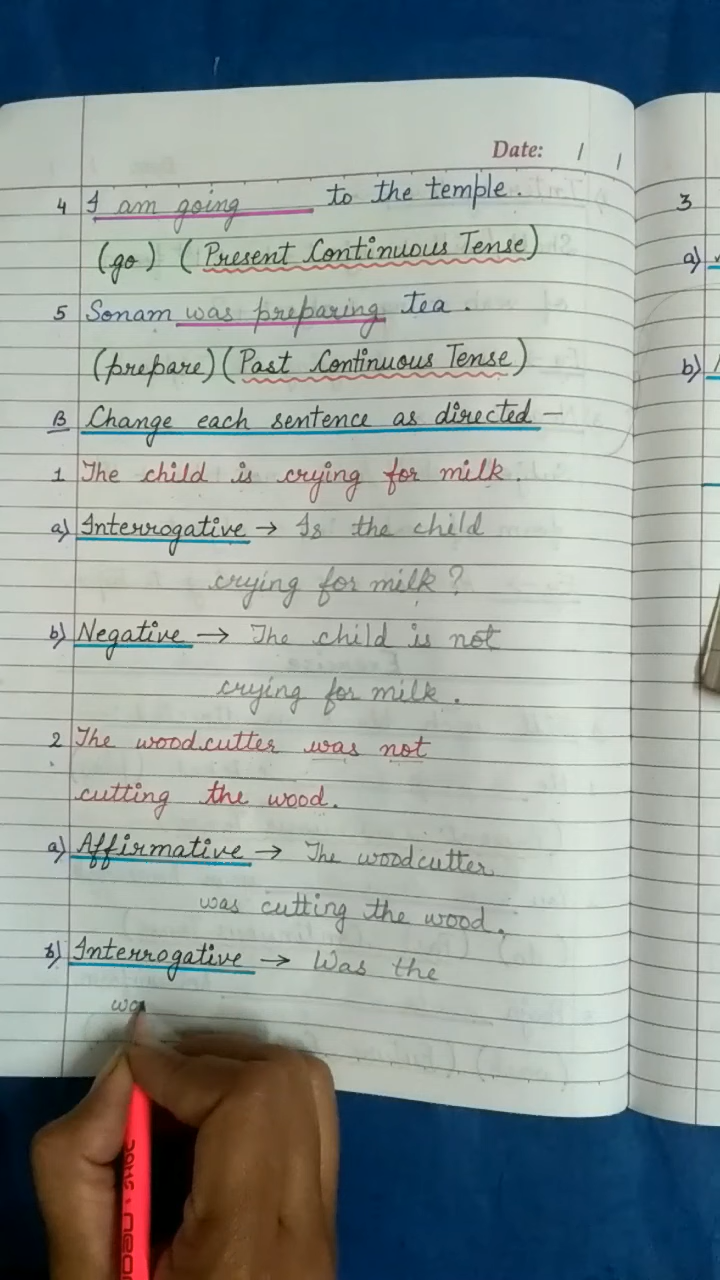 Date: / /
4 I am going to the temple.
(go) (Present Continuous Tense)
5 Sonam was preparing tea.
(prepare) (Past Continuous Tense)
B Change each sentence as directed —
1 The child is crying for milk.
a) Interrogative → Is the child
crying for milk?
b) Negative → The child is not
crying for milk.
2 The woodcutter was not
cutting the wood.
a) Affirmative → The woodcutter
was cutting the wood.
b) Interrogative → Was the
wo
3
a)
b)